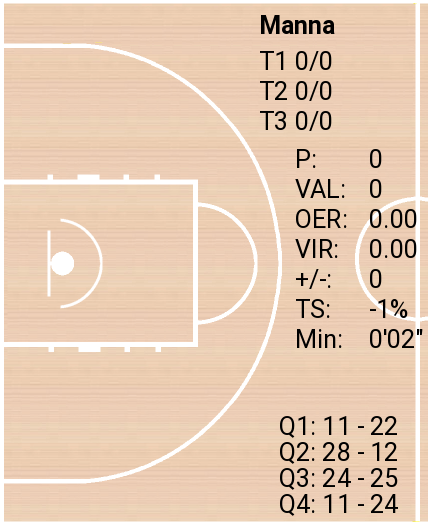 Manna
T1 0/0
T2 0/0
T3 0/0
P: 0
VAL: 0
OER: 0.00
VIR: 0.00
+/-: 0
TS: -1%
Min: 0'02"
Q1: 11 - 22
Q2: 28 - 12
Q3: 24 - 25
Q4: 11 - 24